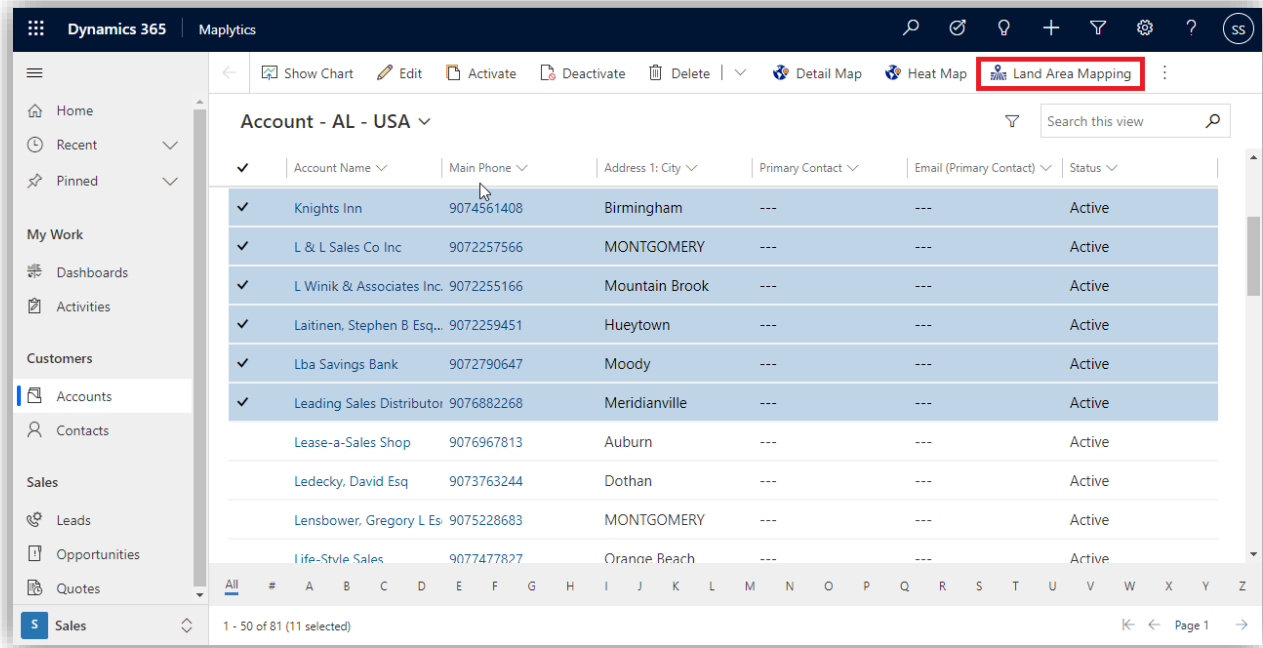 Dynamics 365 Maplytics ? SS
Show Chart Edit Activate Deactivate Delete Detail Map Heat Map Land Area Mapping
Home
Recent
Pinned
My Work
Dashboards
Activities
Customers
Accounts
Contacts
Sales
Leads
Opportunities
Quotes
S Sales
Account - AL - USA Search this view
Account Name Main Phone Address 1: City Primary Contact Email (Primary Contact) Status
Knights Inn 9074561408 Birmingham --- --- Active
L & L Sales Co Inc 9072257566 MONTGOMERY --- --- Active
L Winik & Associates Inc. 9072255166 Mountain Brook --- --- Active
Laitinen, Stephen B Esq... 9072259451 Hueytown --- --- Active
Lba Savings Bank 9072790647 Moody --- --- Active
Leading Sales Distributor 9076882268 Meridianville --- --- Active
Lease-a-Sales Shop 9076967813 Auburn --- --- Active
Ledecky, David Esq 9073763244 Dothan --- --- Active
Lensbower, Gregory L Es 9075228683 MONTGOMERY --- --- Active
Life-Style Sales 9077477827 Orange Beach --- --- Active
All # A B C D E F G H I J K L M N O P Q R S T U V W X Y Z
1 - 50 of 81 (11 selected) Page 1